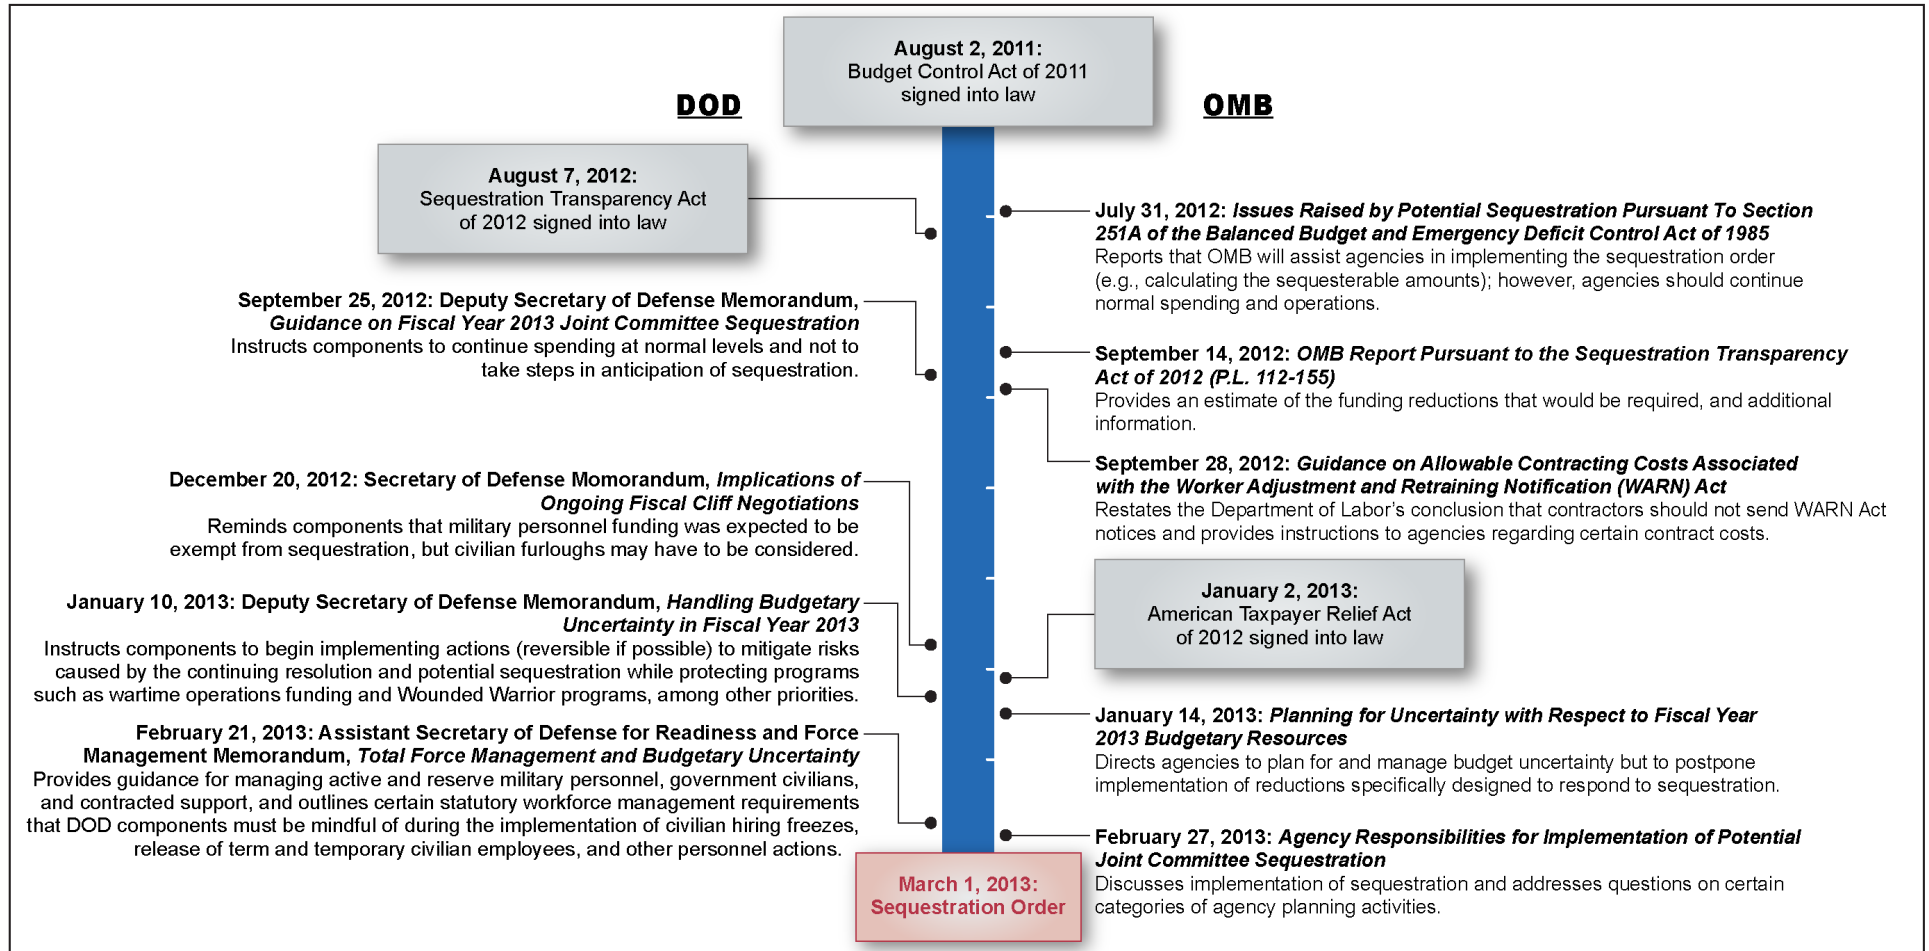 August 2, 2011:
Budget Control Act of 2011
signed into law
DOD
OMB
August 7, 2012:
Sequestration Transparency Act
of 2012 signed into law
September 25, 2012: Deputy Secretary of Defense Memorandum,
Guidance on Fiscal Year 2013 Joint Committee Sequestration
Instructs components to continue spending at normal levels and not to
take steps in anticipation of sequestration.
December 20, 2012: Secretary of Defense Momorandum, Implications of
Ongoing Fiscal Cliff Negotiations
Reminds components that military personnel funding was expected to be
exempt from sequestration, but civilian furloughs may have to be considered.
January 10, 2013: Deputy Secretary of Defense Memorandum, Handling Budgetary
Uncertainty in Fiscal Year 2013
Instructs components to begin implementing actions (reversible if possible) to mitigate risks
caused by the continuing resolution and potential sequestration while protecting programs
such as wartime operations funding and Wounded Warrior programs, among other priorities.
February 21, 2013: Assistant Secretary of Defense for Readiness and Force
Management Memorandum, Total Force Management and Budgetary Uncertainty
Provides guidance for managing active and reserve military personnel, government civilians,
and contracted support, and outlines certain statutory workforce management requirements
that DOD components must be mindful of during the implementation of civilian hiring freezes,
release of term and temporary civilian employees, and other personnel actions.
July 31, 2012: Issues Raised by Potential Sequestration Pursuant To Section
251A of the Balanced Budget and Emergency Deficit Control Act of 1985
Reports that OMB will assist agencies in implementing the sequestration order
(e.g., calculating the sequesterable amounts); however, agencies should continue
normal spending and operations.
September 14, 2012: OMB Report Pursuant to the Sequestration Transparency
Act of 2012 (P.L. 112-155)
Provides an estimate of the funding reductions that would be required, and additional
information.
September 28, 2012: Guidance on Allowable Contracting Costs Associated
with the Worker Adjustment and Retraining Notification (WARN) Act
Restates the Department of Labor's conclusion that contractors should not send WARN Act
notices and provides instructions to agencies regarding certain contract costs.
January 2, 2013:
American Taxpayer Relief Act
of 2012 signed into law
January 14, 2013: Planning for Uncertainty with Respect to Fiscal Year
2013 Budgetary Resources
Directs agencies to plan for and manage budget uncertainty but to postpone
implementation of reductions specifically designed to respond to sequestration.
February 27, 2013: Agency Responsibilities for Implementation of Potential
Joint Committee Sequestration
Discusses implementation of sequestration and addresses questions on certain
categories of agency planning activities.
March 1, 2013:
Sequestration Order